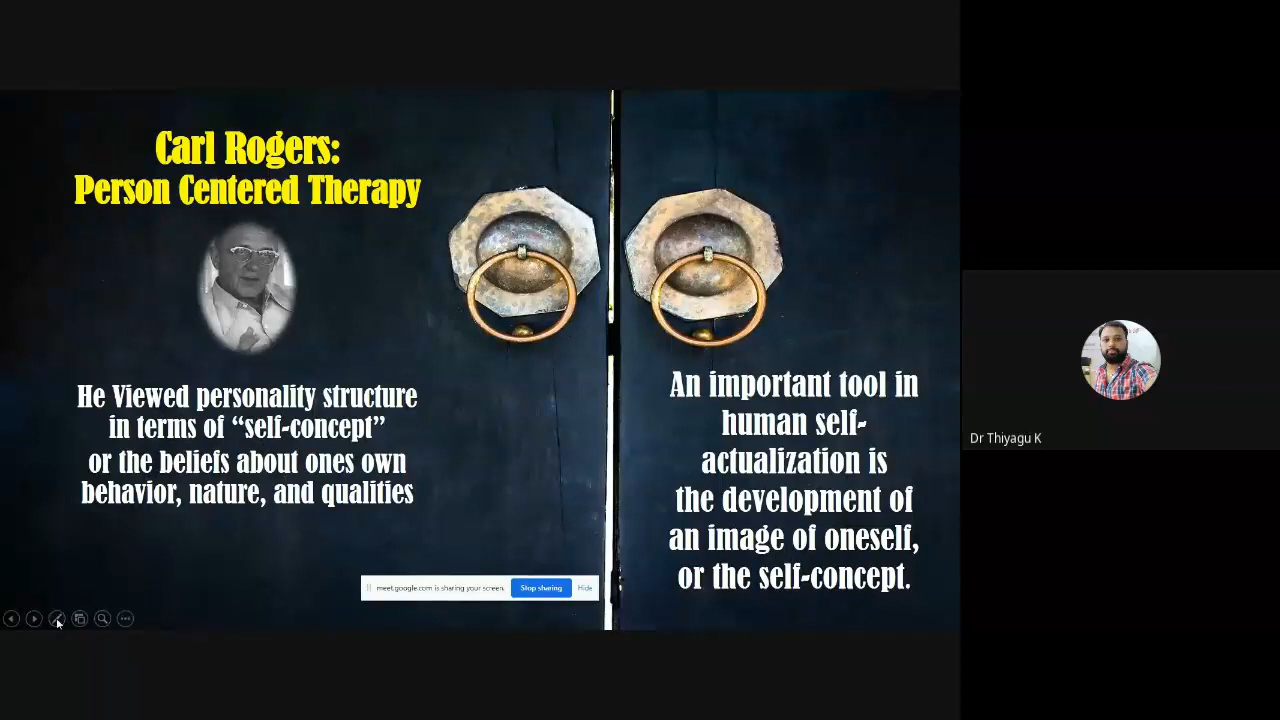 Carl Rogers:
Person Centered Therapy
He Viewed personality structure
in terms of “self-concept”
or the beliefs about ones own
behavior, nature, and qualities
An important tool in
human self-
actualization is
the development of
an image of oneself,
or the self-concept.
meet.google.com is sharing your screen. Stop sharing Hide
Dr Thiyagu K